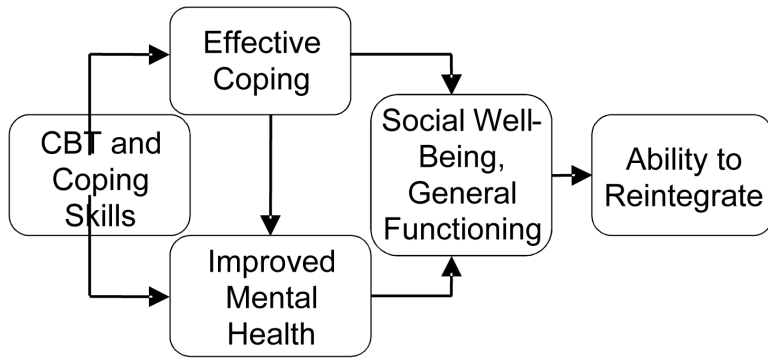 Effective
Coping
CBT and
Coping
Skills
Improved
Mental
Health
Social Well-
Being,
General
Functioning
Ability to
Reintegrate